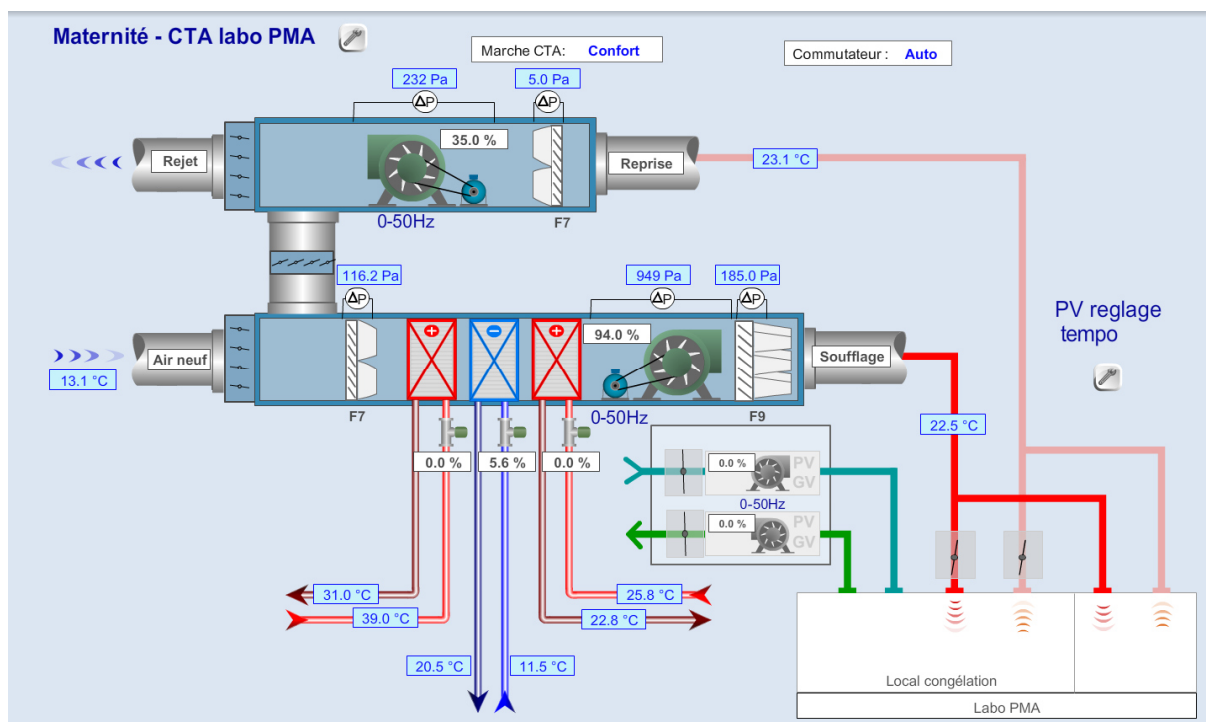 Maternité - CTA labo PMA
Marche CTA: Confort
Commutateur : Auto
232 Pa
5.0 Pa
ΔP
ΔP
35.0 %
Rejet
Reprise
23.1 °C
0-50Hz
F7
116.2 Pa
949 Pa
185.0 Pa
ΔP
ΔP
ΔP
PV reglage
tempo
94.0 %
Air neuf
Soufflage
13.1 °C
F7
0-50Hz
F9
22.5 °C
0.0 %
5.6 %
0.0 %
0.0 %
PV
GV
0-50Hz
0.0 %
PV
GV
31.0 °C
25.8 °C
39.0 °C
22.8 °C
20.5 °C
11.5 °C
Local congélation
Labo PMA